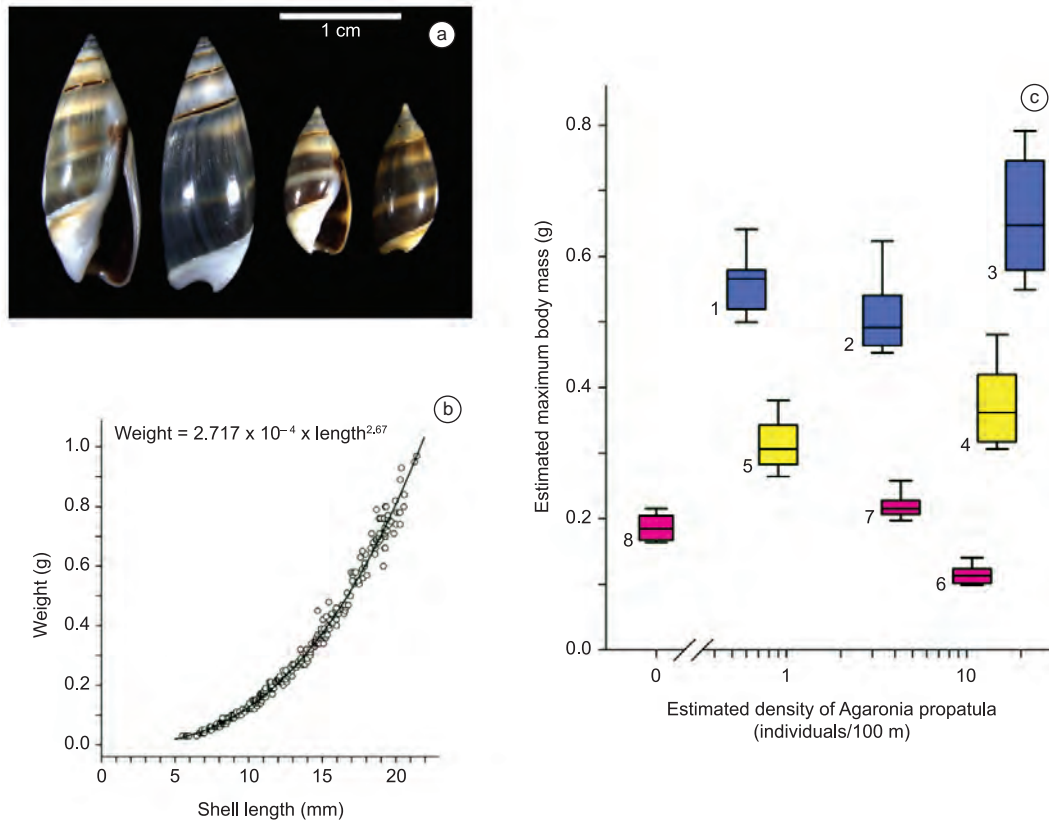 1 cm
a
b
Weight = 2.717 x 10⁻⁴ x length²·⁶⁷
1.0
0.8
0.6
0.4
0.2
0.0
Weight (g)
0 5 10 15 20
Shell length (mm)
c
0.8
0.6
0.4
0.2
0.0
Estimated maximum body mass (g)
1
2
3
4
5
6
7
8
0 1 10
Estimated density of Agaronia propatula
(individuals/100 m)